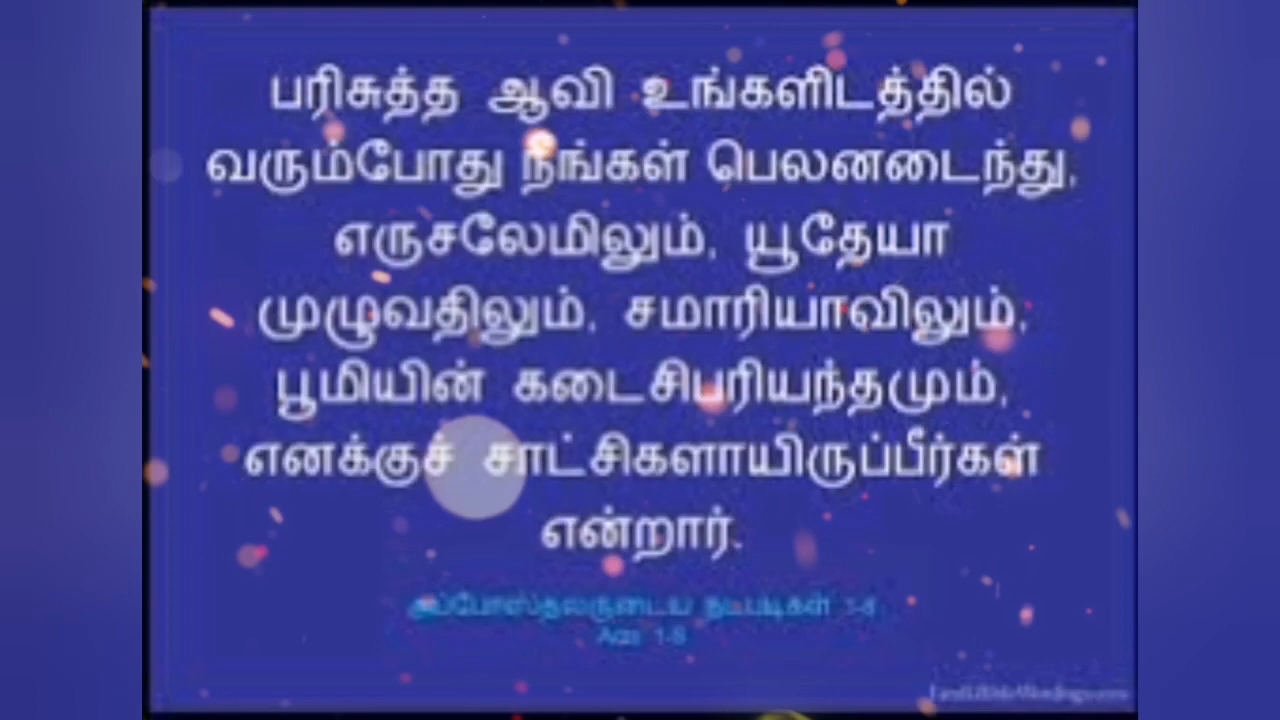 பரிசுத்த ஆவி உங்களிடத்தில்
வரும்போது நீங்கள் பெலனடைந்து,
எருசலேமிலும், யூதேயா
முழுவதிலும், சமாரியாவிலும்,
பூமியின் கடைசிபரியந்தமும்,
எனக்குச் சாட்சிகளாயிருப்பீர்கள்
என்றார்.
அப்போஸ்தலருடைய நடபடிகள் 1-8
Acts 1-8